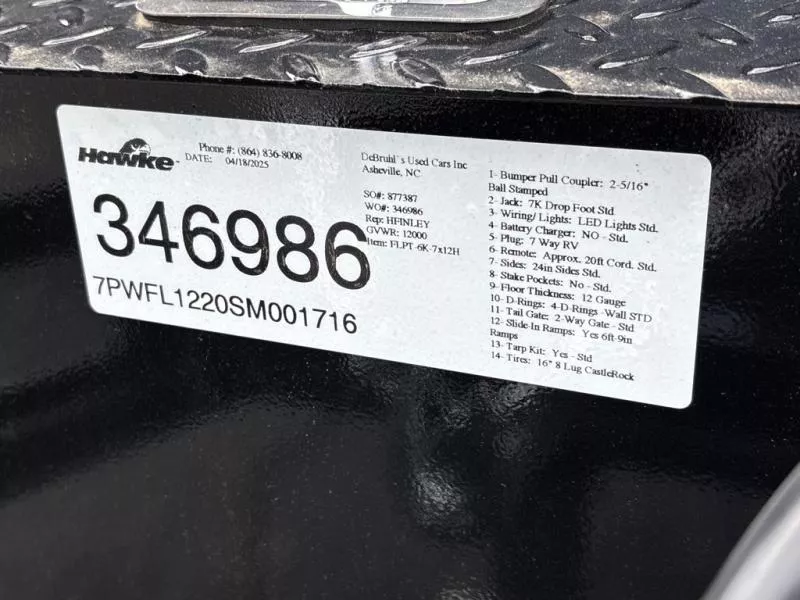 Hawke
Phone #: (864) 836-8008
DATE: 04/18/2025
346986
7PWFL1220SM001716
DeBruhl's Used Cars Inc
Asheville, NC
SO#: 877387
WO#: 346986
Rep: HFINLEY
GVWR: 12000
Item: FLPT-6K-7x12H
1- Bumper Pull Coupler: 2-5/16"
Ball Stamped
2- Jack: 7K Drop Foot Std
3- Wiring/ Lights: LED Lights Std.
4- Battery Charger: NO - Std.
5- Plug: 7 Way RV
6- Remote: Approx. 20ft Cord. Std.
7- Sides: 24in Sides Std.
8- Stake Pockets: No - Std.
9- Floor Thickness: 12 Gauge
10- D-Rings: 4-D-Rings -Wall STD
11- Tail Gate: 2-Way Gate - Std
12- Slide-In Ramps: Yes 6ft-9in
Ramps
13- Tarp Kit: Yes - Std
14- Tires: 16" 8 Lug CastleRock